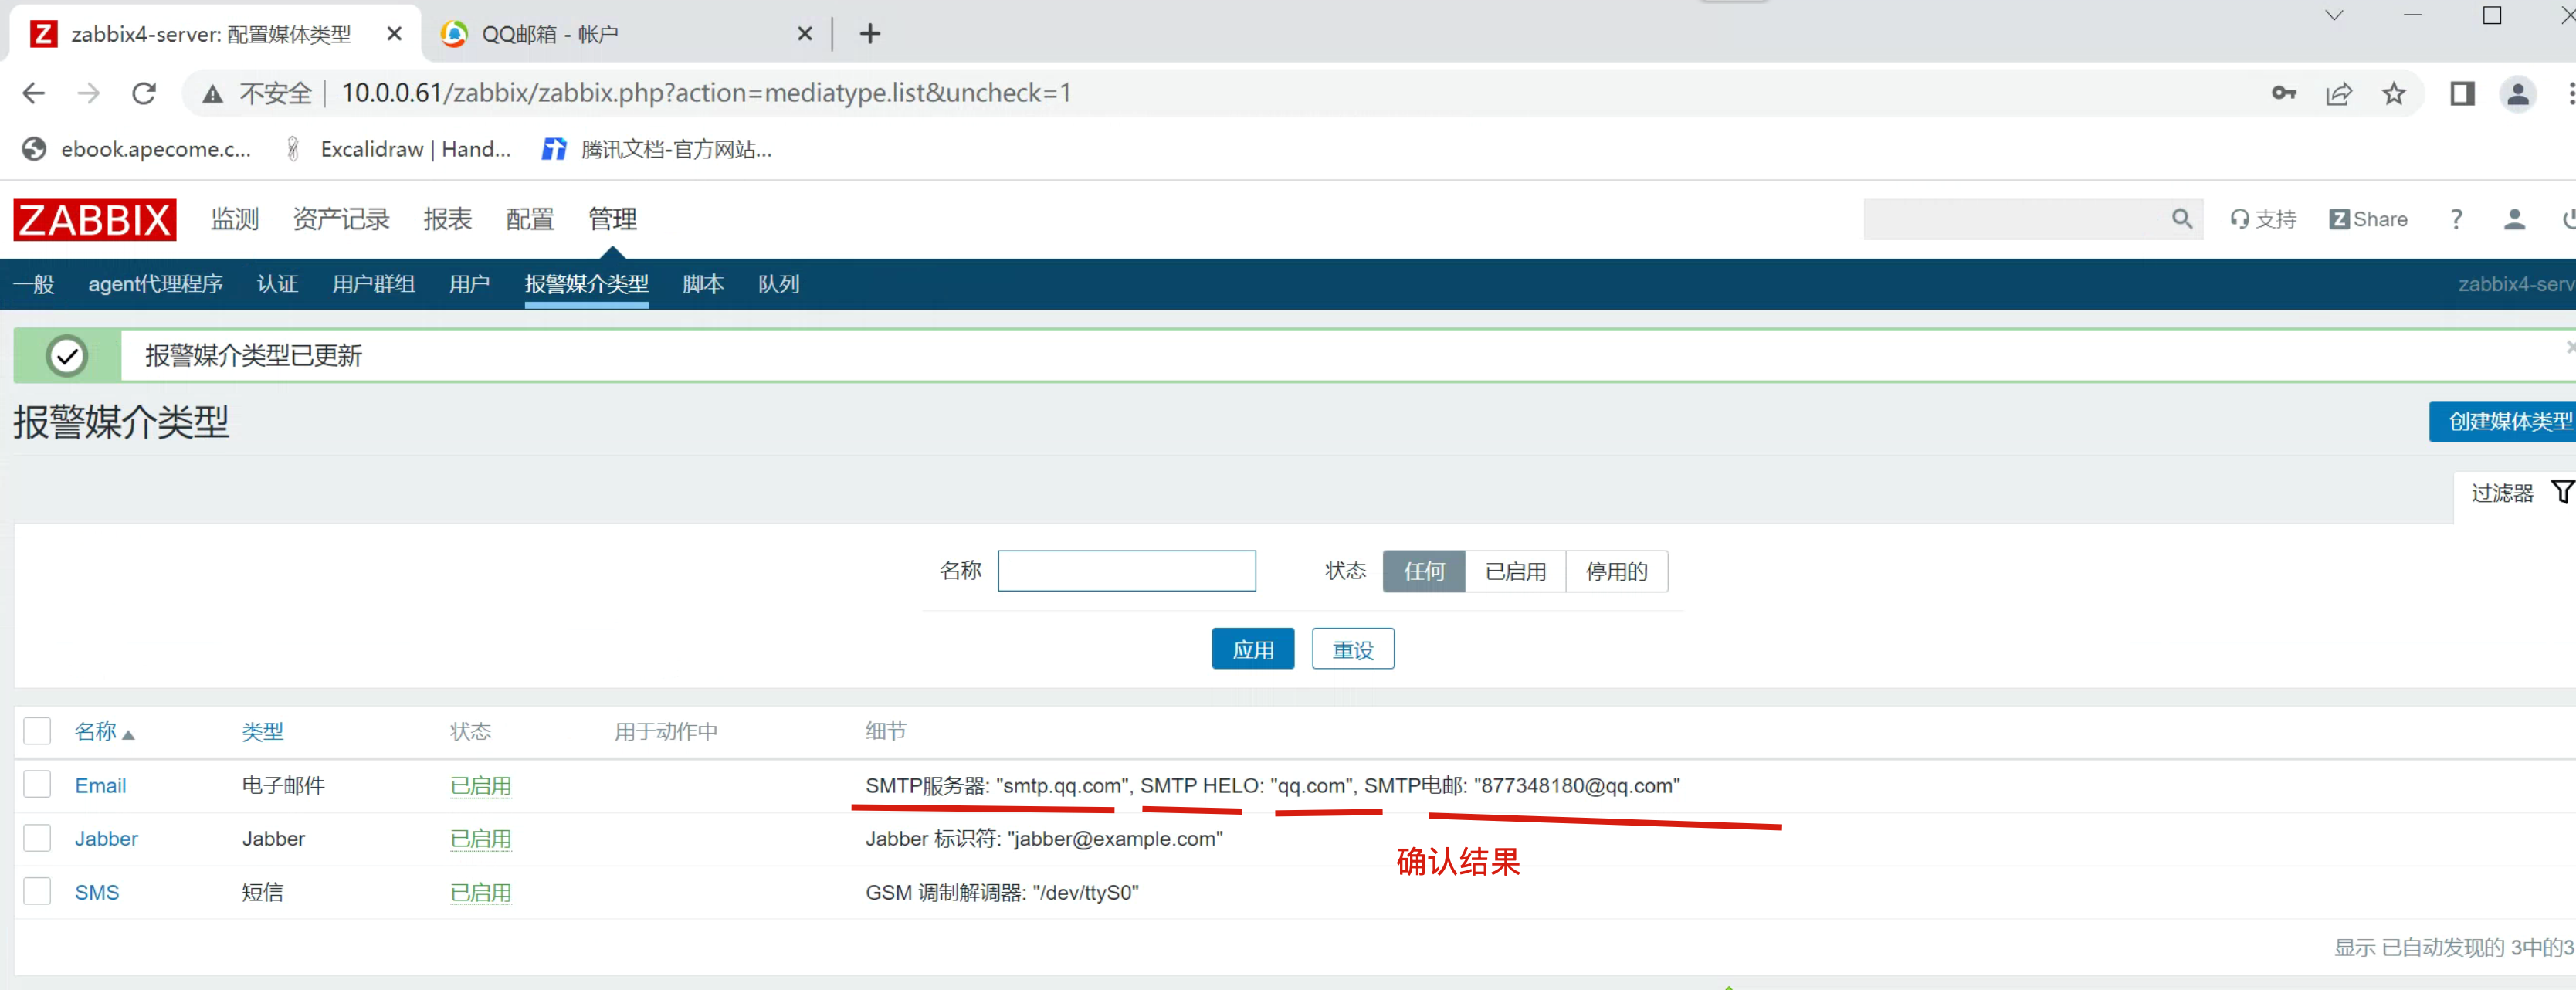 Z zabbix4-server: 配置媒体类型
QQ邮箱 - 帐户
不安全 | 10.0.0.61/zabbix/zabbix.php?action=mediatype.list&uncheck=1
ebook.apecome.c...
Excalidraw | Hand...
腾讯文档-官方网站...
ZABBIX 监测 资产记录 报表 配置 管理
支持
Z Share
?
一般 agent代理程序 认证 用户群组 用户 报警媒介类型 脚本 队列
zabbix4-serv
报警媒介类型已更新
报警媒介类型
创建媒体类型
过滤器
名称
状态 任何 已启用 停用的
应用 重设
名称 类型 状态 用于动作中 细节
Email 电子邮件 已启用 SMTP服务器: "smtp.qq.com", SMTP HELO: "qq.com", SMTP电邮: "877348180@qq.com"
Jabber Jabber 已启用 Jabber 标识符: "jabber@example.com"
确认结果
SMS 短信 已启用 GSM 调制解调器: "/dev/ttyS0"
显示 已自动发现的 3中的3